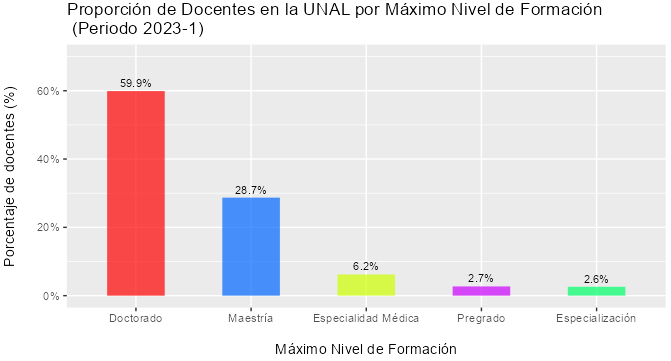 Proporción de Docentes en la UNAL por Máximo Nivel de Formación
(Periodo 2023-1)
Porcentaje de docentes (%)
60%
40%
20%
0%
59.9%
28.7%
6.2%
2.7%
2.6%
Doctorado
Maestría
Especialidad Médica
Pregrado
Especialización
Máximo Nivel de Formación